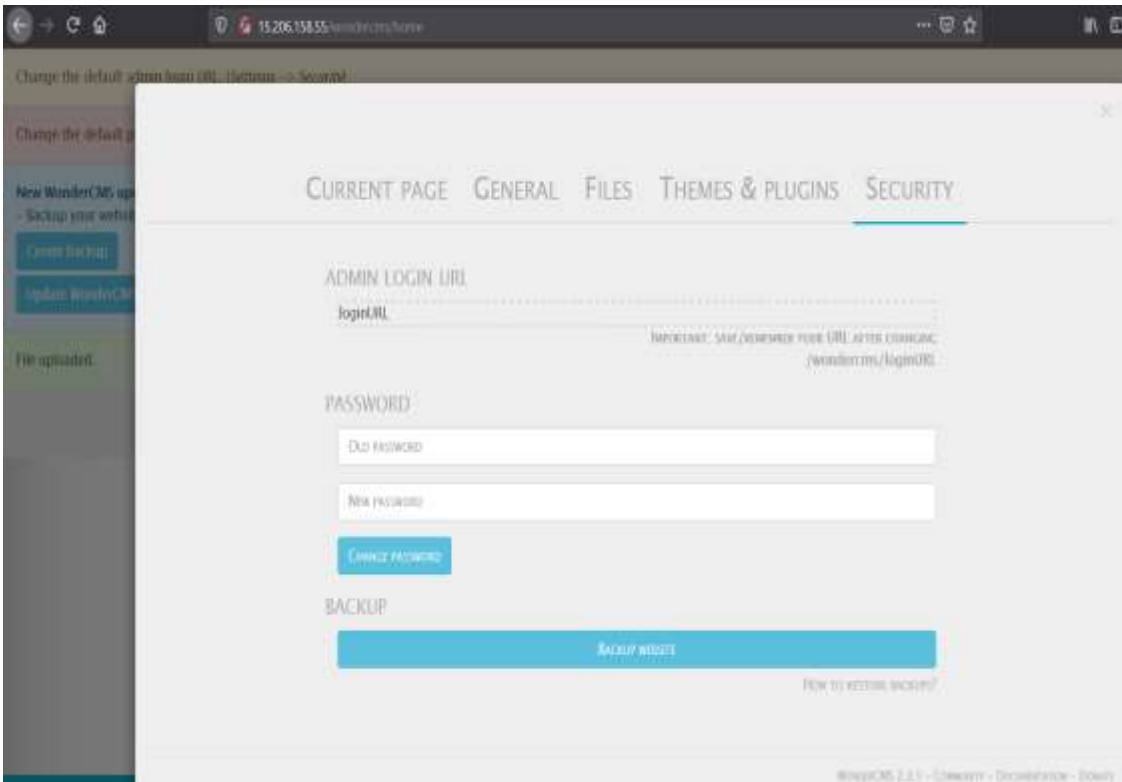 15.206.158.55/wondercms/home
Change the default admin login URL. (Settings -> Security)
Change the default p
New WonderCMS up
- Backup your websit
Create backup
Update WonderCM
File uploaded.
CURRENT PAGE GENERAL FILES THEMES & PLUGINS SECURITY
ADMIN LOGIN URL
loginURL
IMPORTANT: SAVE/REMEMBER YOUR URL AFTER CHANGING
/wondercms/loginURL
PASSWORD
OLD PASSWORD
NEW PASSWORD
CHANGE PASSWORD
BACKUP
BACKUP WEBSITE
HOW TO RESTORE BACKUPS?
WONDERCMS - COMMUNITY - DOCUMENTATION - DONATE